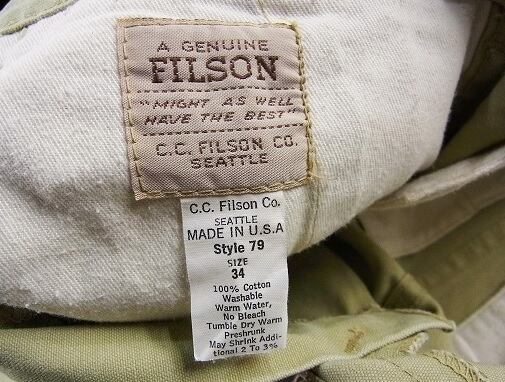 A GENUINE
FILSON
"MIGHT AS WELL
HAVE THE BEST"
C.C. FILSON CO.
SEATTLE
C.C. Filson Co.
SEATTLE
MADE IN U.S.A
Style 79
SIZE
34
100% Cotton
Washable
Warm Water,
No Bleach
Tumble Dry Warm
Preshrunk
May Shrink Addi-
tional 2 To 3%